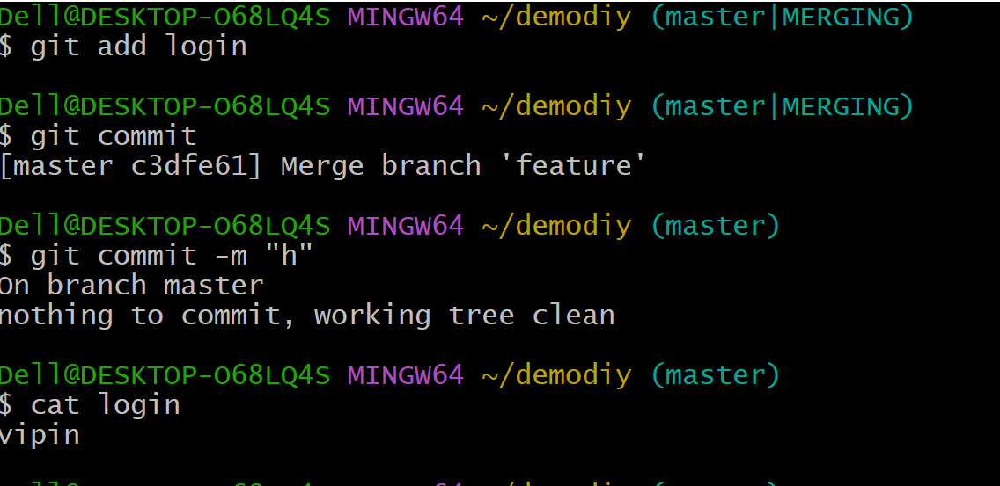 Dell@DESKTOP-O68LQ4S MINGW64 ~/demodiy (master|MERGING)
$ git add login
Dell@DESKTOP-O68LQ4S MINGW64 ~/demodiy (master|MERGING)
$ git commit
[master c3dfe61] Merge branch 'feature'
Dell@DESKTOP-O68LQ4S MINGW64 ~/demodiy (master)
$ git commit -m "h"
On branch master
nothing to commit, working tree clean
Dell@DESKTOP-O68LQ4S MINGW64 ~/demodiy (master)
$ cat login
vipin